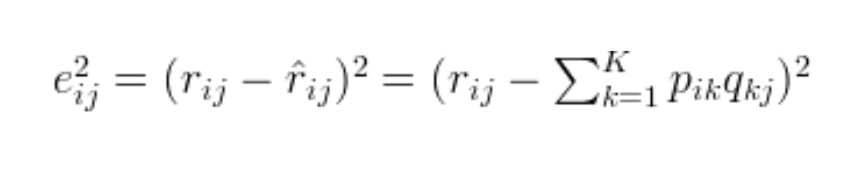 $e_{ij}^2 = (r_{ij} - \hat{r}_{ij})^2 = (r_{ij} - \sum_{k=1}^{K} p_{ik} q_{kj})^2$